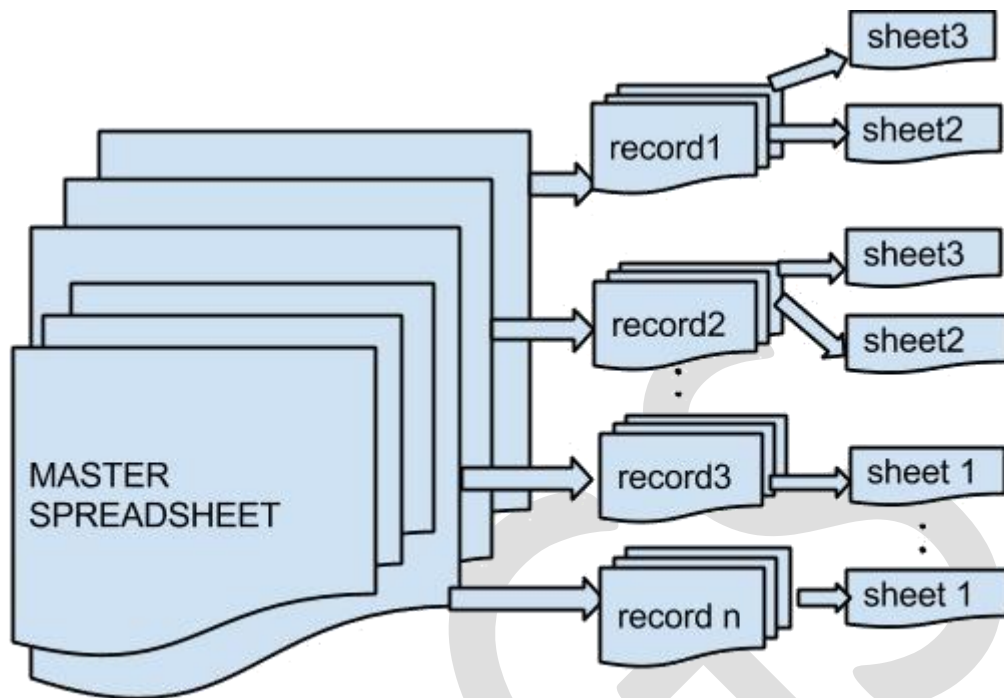 sheet3
record1
sheet2
sheet3
record2
sheet2
MASTER
SPREADSHEET
record3
sheet 1
record n
sheet 1